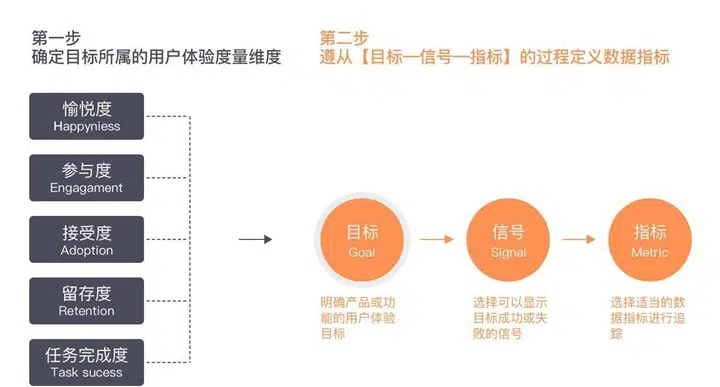 第一步
确定目标所属的用户体验度量维度
第二步
遵从【目标—信号—指标】的过程定义数据指标
愉悦度
Happyniess
参与度
Engagament
接受度
Adoption
留存度
Retention
任务完成度
Task sucess
目标
Goal
明确产品或功
能的用户体验
目标
信号
Signal
选择可以显示
目标成功或失
败的信号
指标
Metric
选择适当的数
据指标进行追
踪